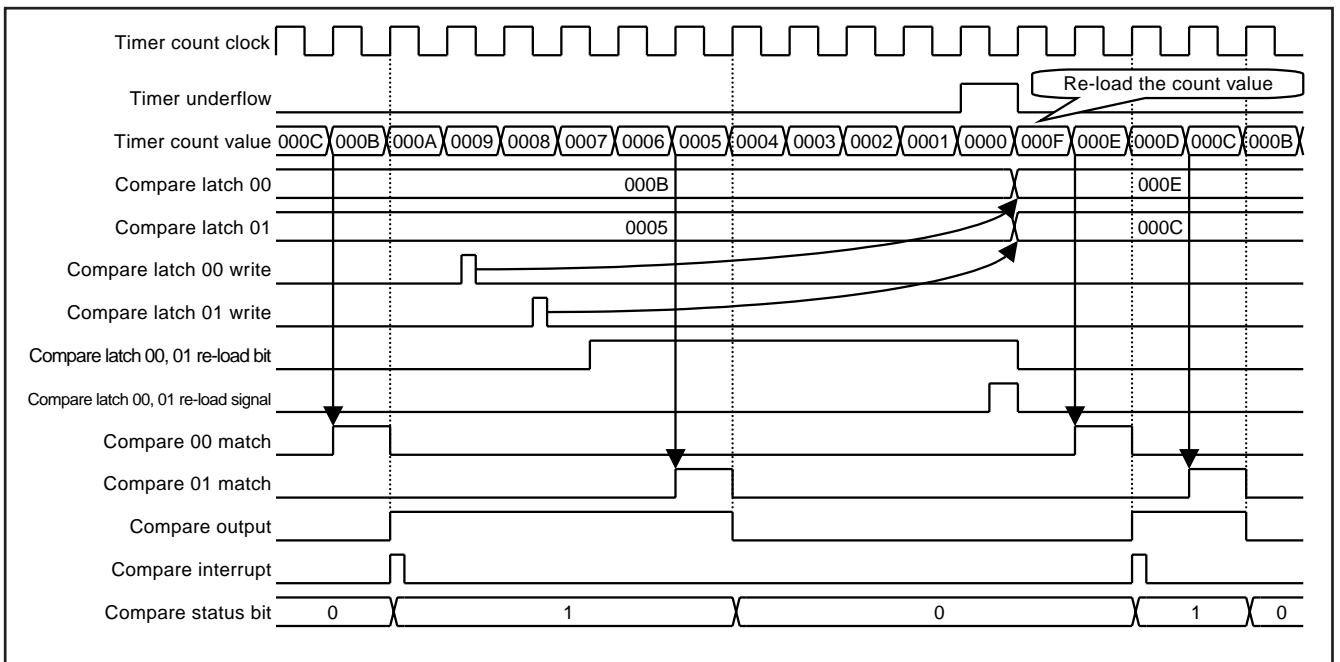 Timer count clock
Timer underflow
Re-load the count value
Timer count value 000C 000B 000A 0009 0008 0007 0006 0005 0004 0003 0002 0001 0000 000F 000E 000D 000C 000B
Compare latch 00 000B 000E
Compare latch 01 0005 000C
Compare latch 00 write
Compare latch 01 write
Compare latch 00, 01 re-load bit
Compare latch 00, 01 re-load signal
Compare 00 match
Compare 01 match
Compare output
Compare interrupt
Compare status bit 0 1 0 1 0